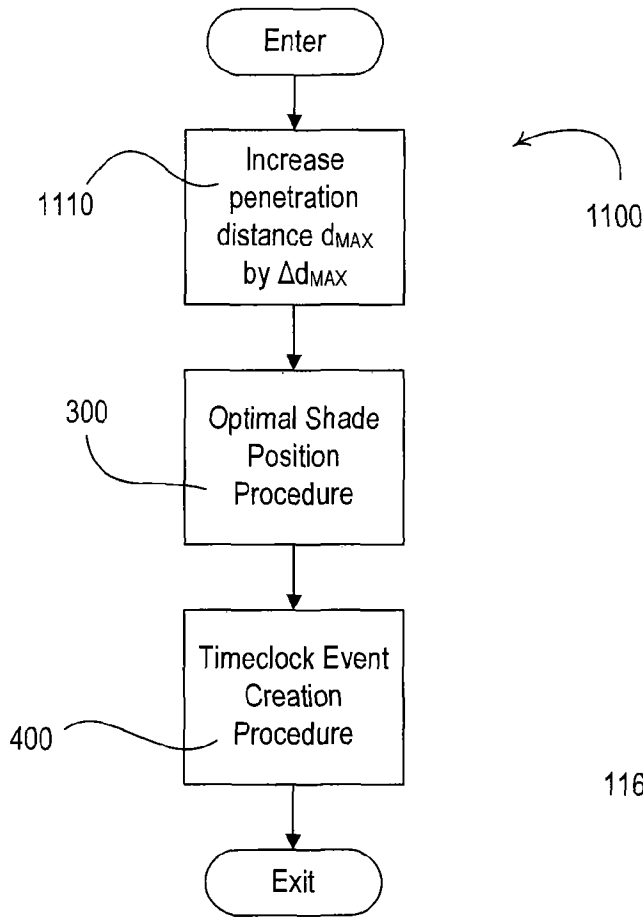 Enter
Increase
penetration
distance dMAX
by ΔdMAX
1110
1100
300
Optimal Shade
Position
Procedure
Timeclock Event
Creation
Procedure
400
116
Exit